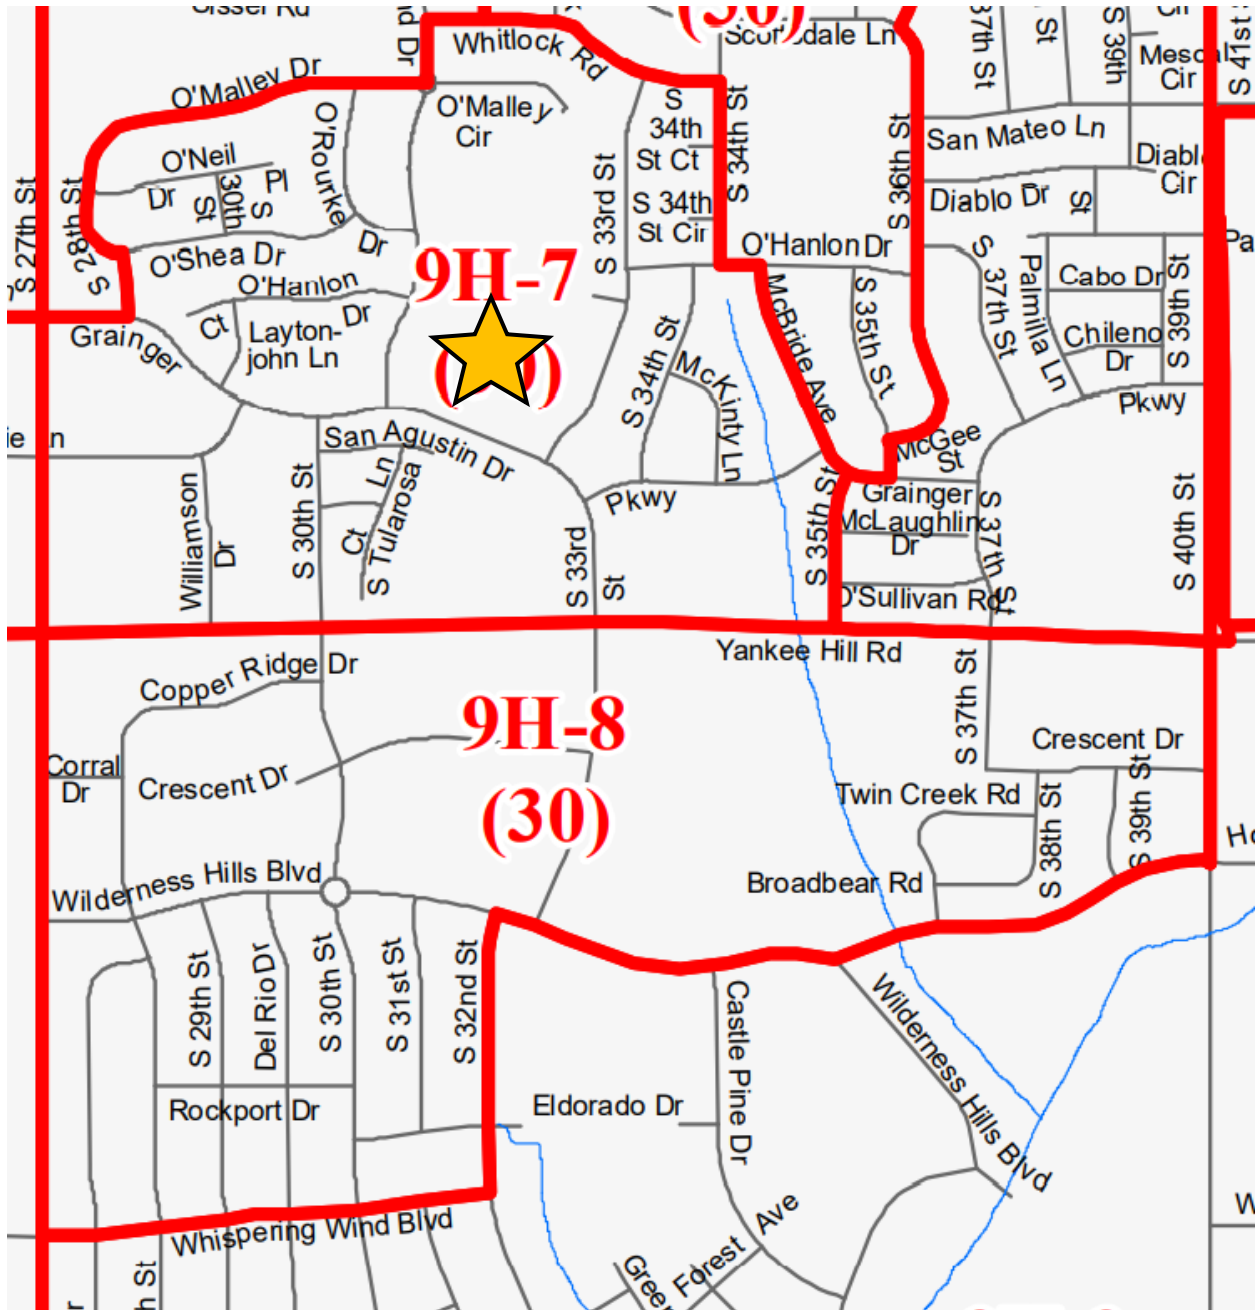 Whitlock Rd
Scottsdale Ln
37th St
St
S 39th
Cir
Mescal
Cir
S 41st
O'Malley Dr
O'Malley
Cir
S
34th
St Ct
S 34th
St Cir
S 34th St
S 36th St
San Mateo Ln
Diablo Dr
St
Cir
O'Neil
Dr
St
30th
S
Pl
O'Rourke
Dr
S 27th St
S 28th St
O'Shea Dr
S 33rd St
O'Hanlon Dr
9H-7
O'Hanlon
Dr
Ct
Layton-
john Ln
Grainger
S 34th St
McKinty Ln
McBride Ave
S 35th St
S 37th St
Palmilla Ln
Cabo Dr
Chileno
Dr
S 39th St
Pkwy
San Agustin Dr
Ln
Ct
S Tularosa
Williamson
Dr
S 30th St
S 33rd
St
Pkwy
McGee
St
Grainger
McLaughlin
Dr
S 35th St
O'Sullivan Rd
S 37th St
S 40th St
Yankee Hill Rd
Copper Ridge Dr
9H-8
(30)
S 37th St
Corral
Dr
Crescent Dr
Crescent Dr
Twin Creek Rd
S 38th St
S 39th St
Broadbear Rd
Wilderness Hills Blvd
S 29th St
Del Rio Dr
S 30th St
S 31st St
S 32nd St
Castle Pine Dr
Wilderness Hills Blvd
Rockport Dr
Eldorado Dr
Whispering Wind Blvd
Forest Ave